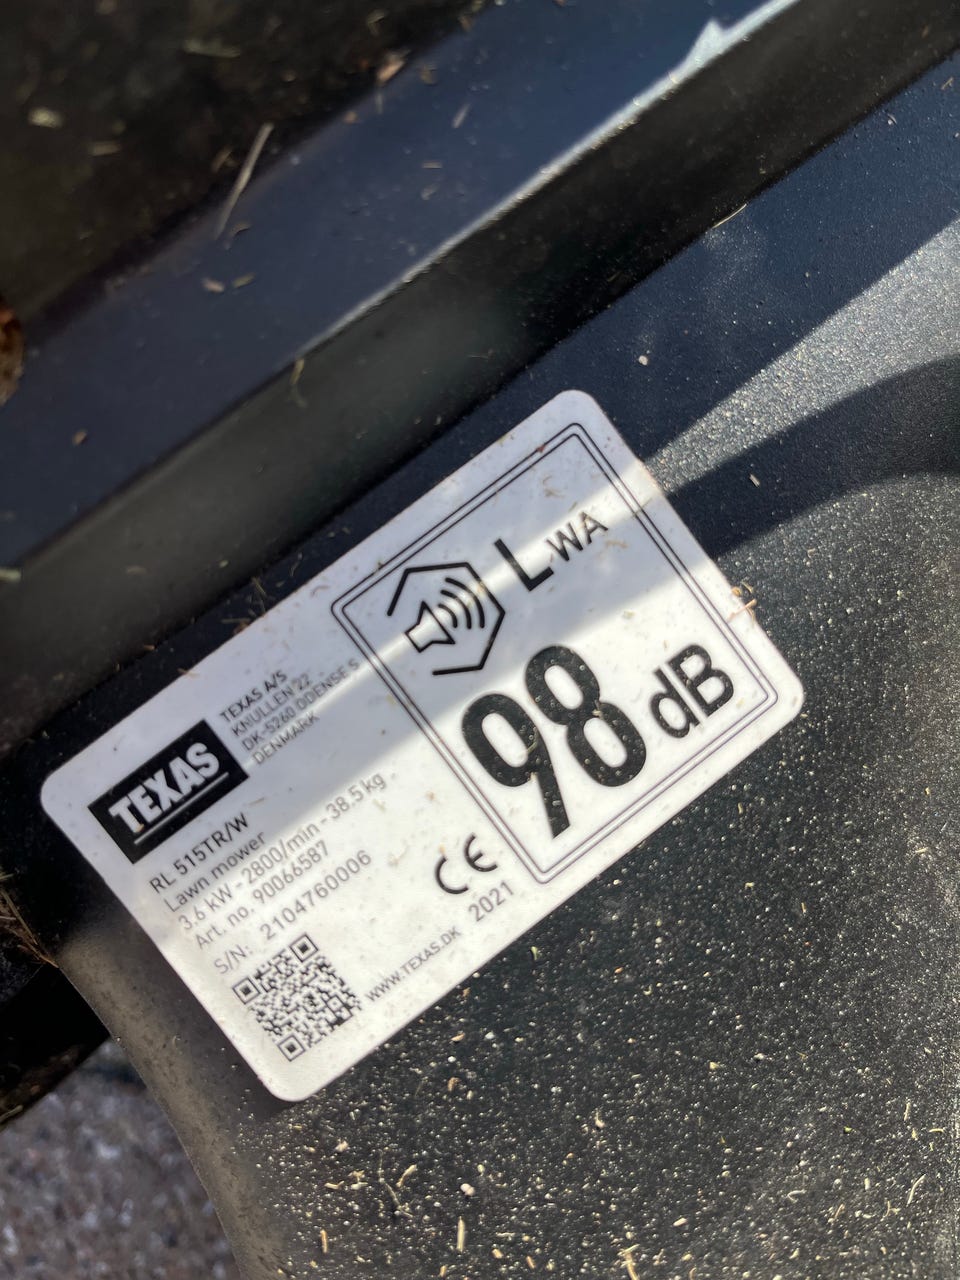 TEXAS
TEXAS A/S
KNULLEN 22
DK-5260 ODENSE S
DENMARK
RL 515TR/W
Lawn mower
3,6 kW - 2800/min - 38.5 kg
Art. no. 90066587
S/N: 2104760006
WWW.TEXAS.DK
CE
2021
LWA
98 dB